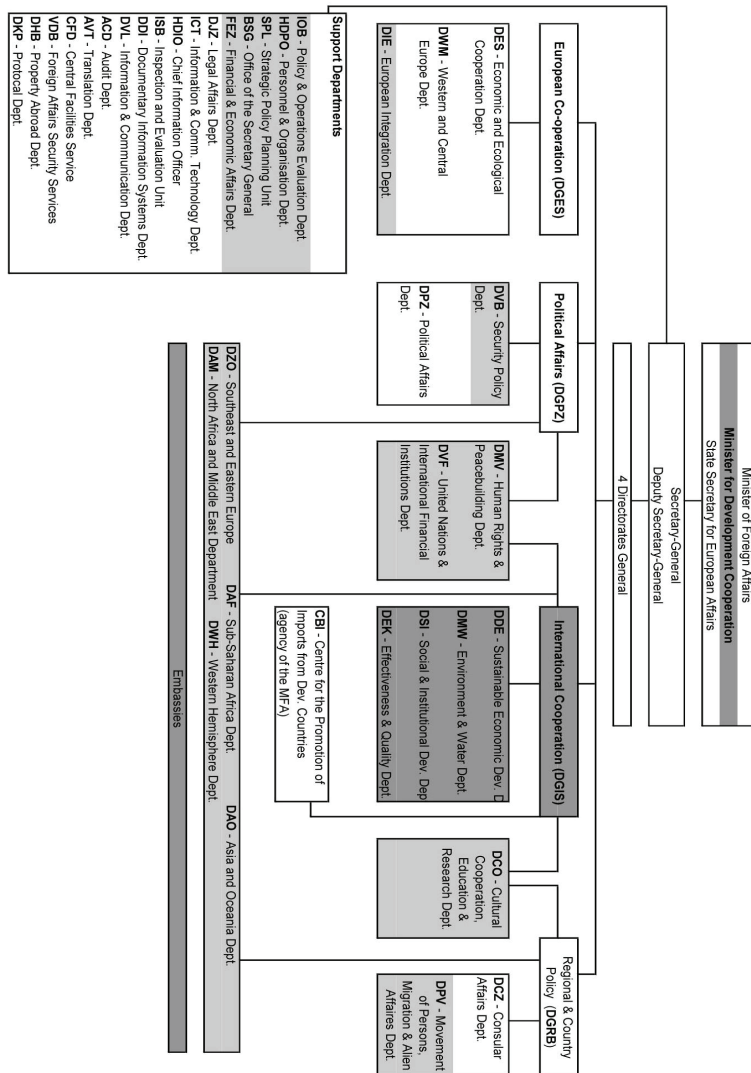 Minister of Foreign Affairs
Minister for Development Cooperation
State Secretary for European Affairs
Secretary-General
Deputy Secretary-General
4 Directorates General
European Co-operation (DGES)
DES - Economic and Ecological
Cooperation Dept.
DWM - Western and Central
Europe Dept.
DIE - European Integration Dept.
Political Affairs (DGPZ)
DVB - Security Policy
Dept.
DPZ - Political Affairs
Dept.
DMV - Human Rights &
Peacebuilding Dept.
DVF - United Nations &
International Financial
Institutions Dept
International Cooperation (DGIS)
DDE - Sustainable Economic Dev. D
DMW - Environment & Water Dept.
DSI - Social & Institutional Dev. Dep
DEK - Effectiveness & Quality Dept.
CBI - Centre for the Promotion of
Imports from Dev. Countries
(agency of the MFA)
DCO - Cultural
Cooperation,
Education &
Research Dept.
Regional & Country
Policy (DGRB)
DCZ - Consular
Affairs Dept.
DPV - Movement
of Persons,
Migration & Alien
Affaires Dept.
Support Departments
IOB - Policy & Operations Evaluation Dept.
HDPO - Personnel & Organisation Dept.
SPL - Strategic Policy Planning Unit
BSG - Office of the Secretary General
FEZ - Financial & Economic Affairs Dept.
DJZ - Legal Affairs Dept.
ICT - Information & Comm. Technology Dept.
HDIO - Chief Information Officer
ISB - Inspection and Evaluation Unit
DDI - Documentary Information Systems Dept.
DVL - Information & Communication Dept.
ACD - Audit Dept.
AVT - Translation Dept.
CFD - Central Facilities Service
VDB - Foreign Affairs Security Services
DHB - Property Abroad Dept.
DKP - Protocal Dept.
DZO - Southeast and Eastern Europe
DAF - Sub-Saharan Africa Dept.
DAO - Asia and Oceania Dept.
DAM - North Africa and Middle East Department
DWH - Western Hemisphere Dept.
Embassies